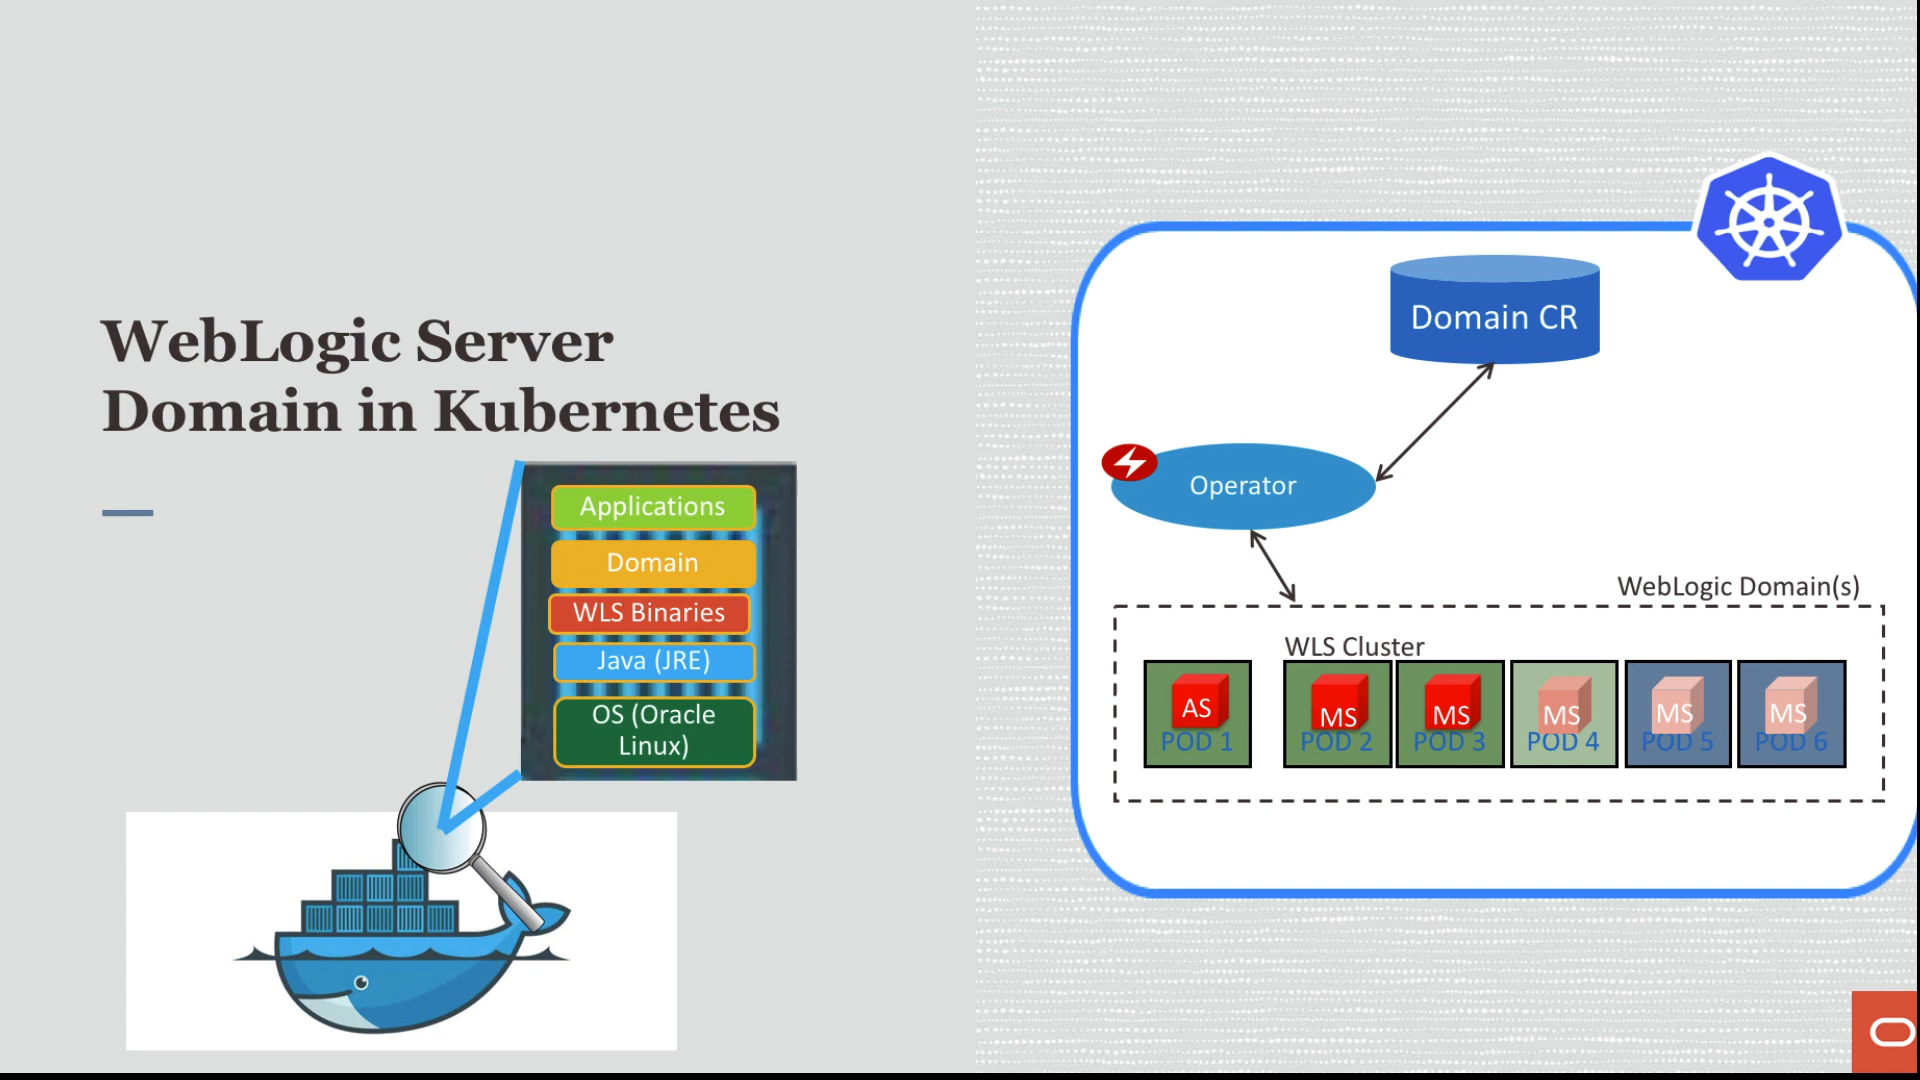 WebLogic Server
Domain in Kubernetes
Applications
Domain
WLS Binaries
Java (JRE)
OS (Oracle
Linux)
Domain CR
Operator
WebLogic Domain(s)
WLS Cluster
AS
POD 1
MS
POD 2
MS
POD 3
MS
POD 4
MS
POD 5
MS
POD 6